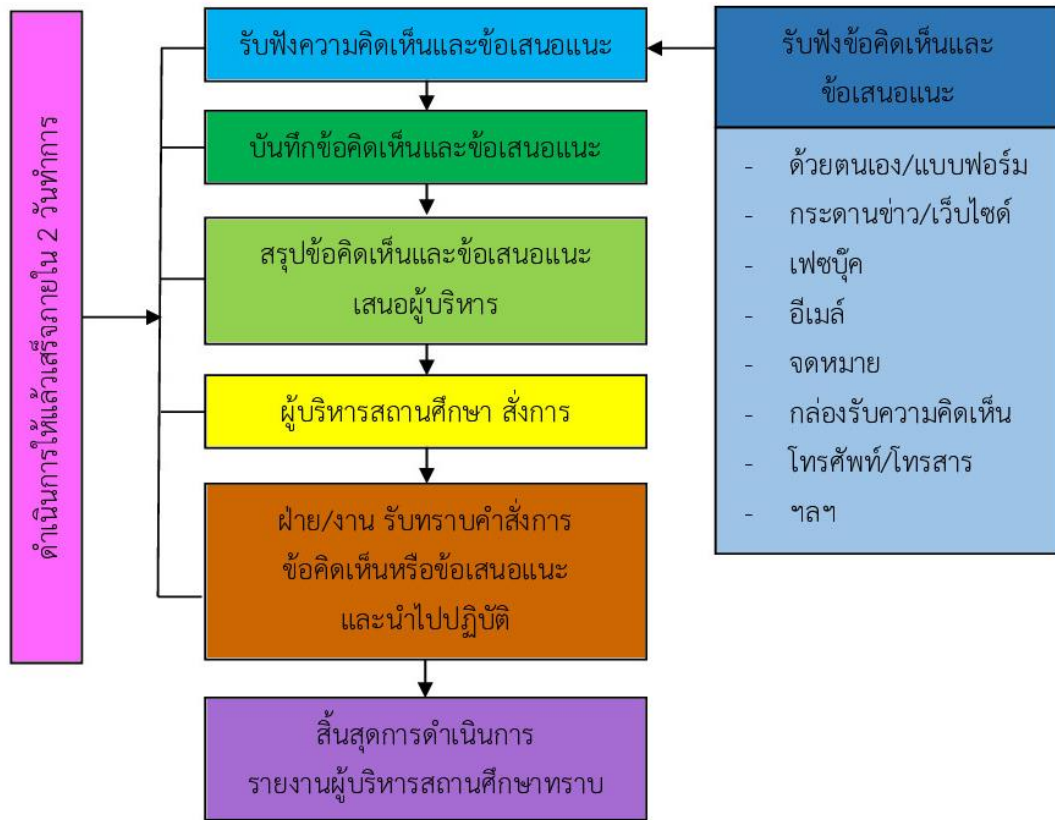 ดำเนินการให้แล้วเสร็จภายใน 2 วันทำการ
รับฟังความคิดเห็นและข้อเสนอแนะ
บันทึกข้อคิดเห็นและข้อเสนอแนะ
สรุปข้อคิดเห็นและข้อเสนอแนะ
เสนอผู้บริหาร
ผู้บริหารสถานศึกษา สั่งการ
ฝ่าย/งาน รับทราบคำสั่งการ
ข้อคิดเห็นหรือข้อเสนอแนะ
และนำไปปฏิบัติ
สิ้นสุดการดำเนินการ
รายงานผู้บริหารสถานศึกษาทราบ
รับฟังข้อคิดเห็นและ
ข้อเสนอแนะ
- ด้วยตนเอง/แบบฟอร์ม
- กระดานข่าว/เว็บไซด์
- เฟซบุ๊ค
- อีเมล์
- จดหมาย
- กล่องรับความคิดเห็น
- โทรศัพท์/โทรสาร
- ฯลฯ